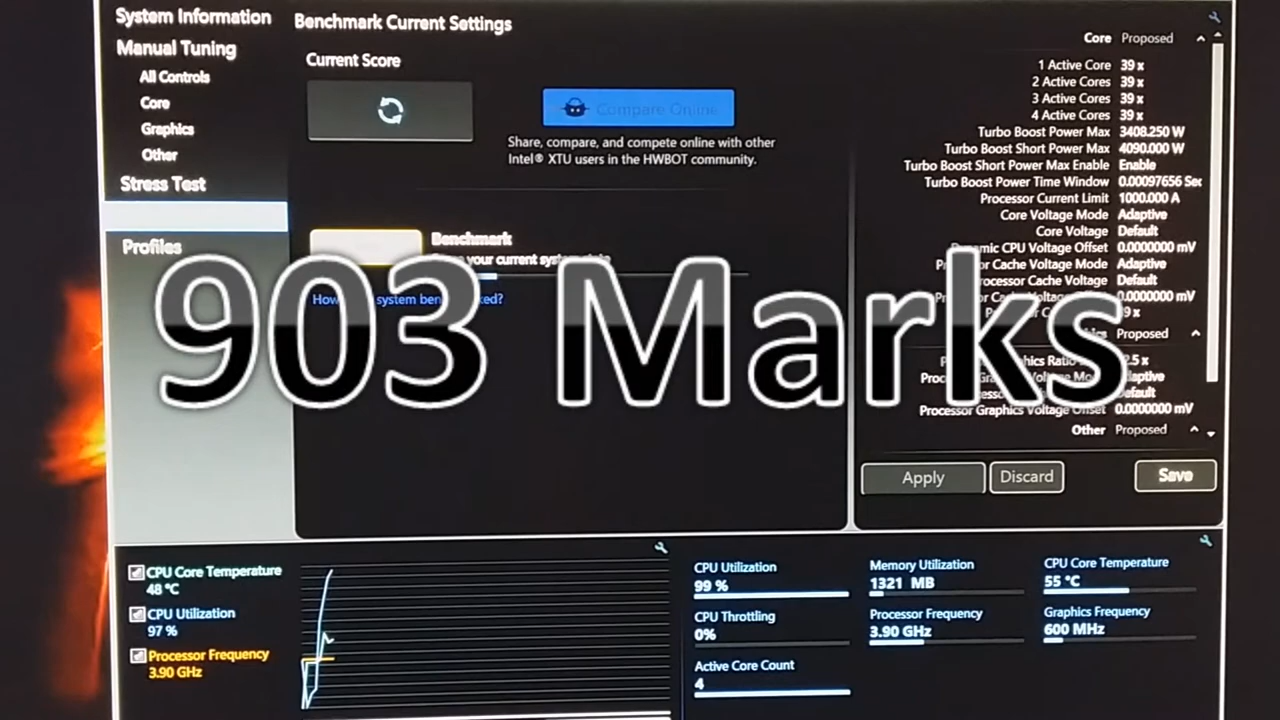 System Information
Manual Tuning
All Controls
Core
Graphics
Other
Stress Test
Profiles
Benchmark Current Settings
Current Score
Compare Online
Share, compare, and compete online with other
Intel® XTU users in the HWBOT community.
Benchmark
your current system
How system
903 Marks
Core Proposed
1 Active Core 39 x
2 Active Cores 39 x
3 Active Cores 39 x
4 Active Cores 39 x
Turbo Boost Power Max 3408.250 W
Turbo Boost Short Power Max 4090.000 W
Turbo Boost Short Power Max Enable Enable
Turbo Boost Power Time Window 0.00097656 Sec
Processor Current Limit 1000.000 A
Core Voltage Mode Adaptive
Core Voltage Default
Dynamic CPU Voltage Offset 0.0000000 mV
Cache Voltage Mode Adaptive
Cache Voltage Default
0.0000000 mV
Proposed
Processor Graphics Voltage Offset 0.0000000 mV
Other Proposed
Apply
Discard
Save
CPU Core Temperature
48 °C
CPU Utilization
97 %
Processor Frequency
3.90 GHz
CPU Utilization
99 %
CPU Throttling
0%
Active Core Count
4
Memory Utilization
1321 MB
Processor Frequency
3.90 GHz
CPU Core Temperature
55 °C
Graphics Frequency
600 MHz